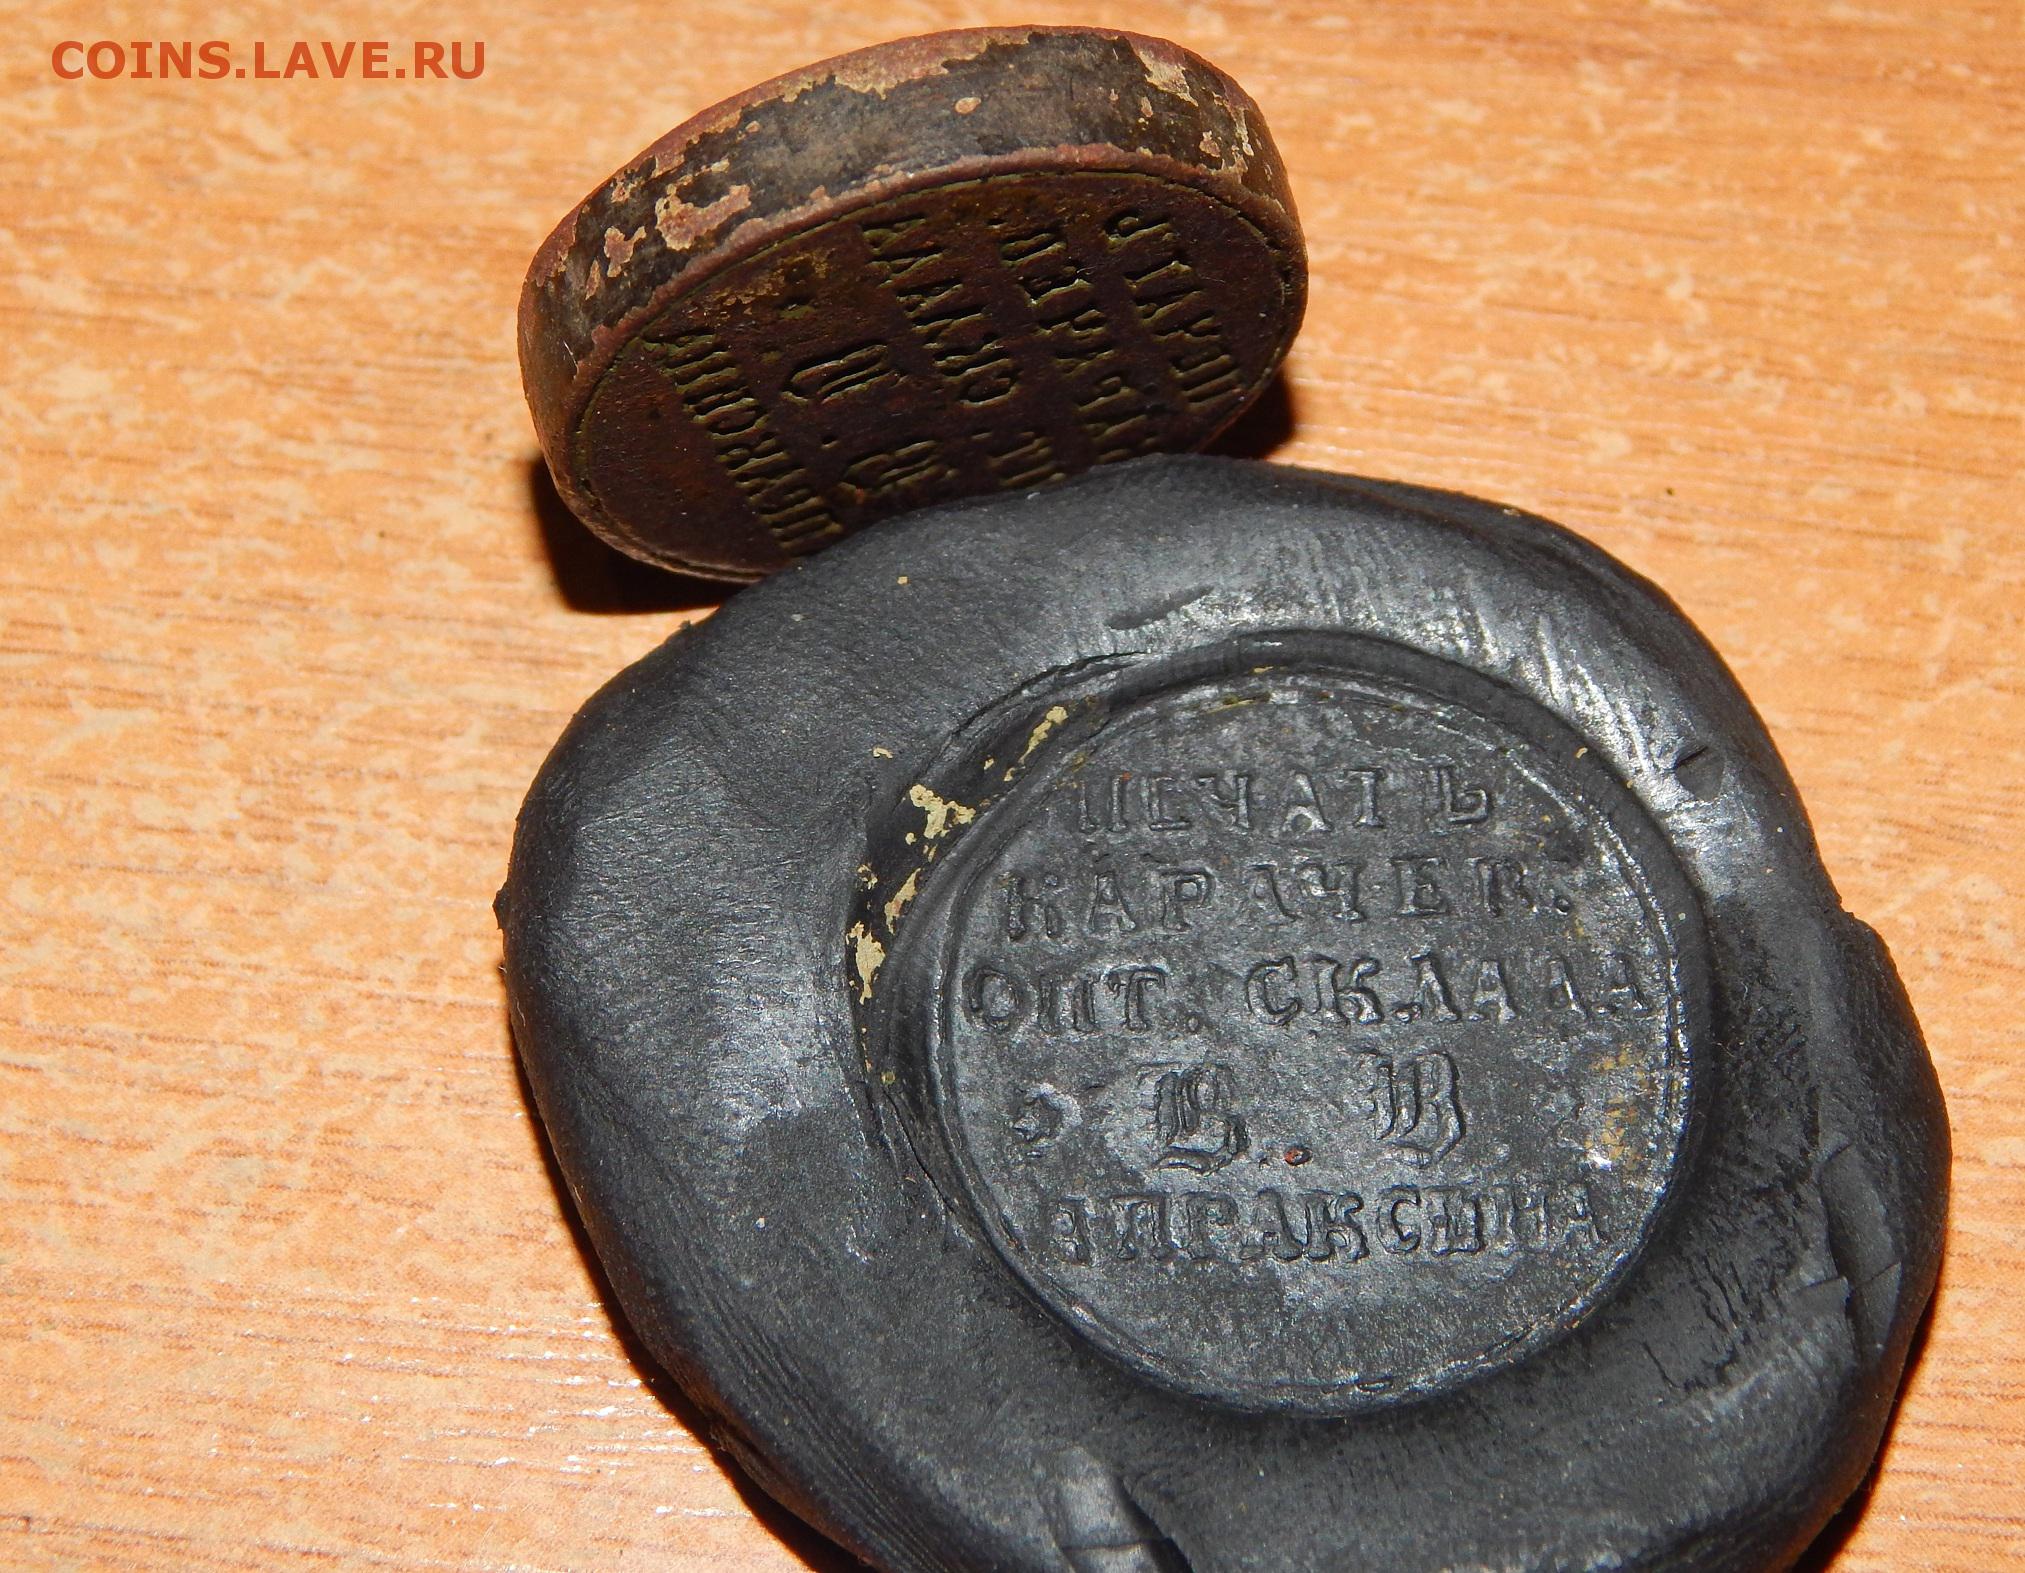 COINS.LAVE.RU
ПЕЧАТЬ
КАРАЧЕВ.
ОПТ. СКЛАДА
В. В
АПРАКСИНА